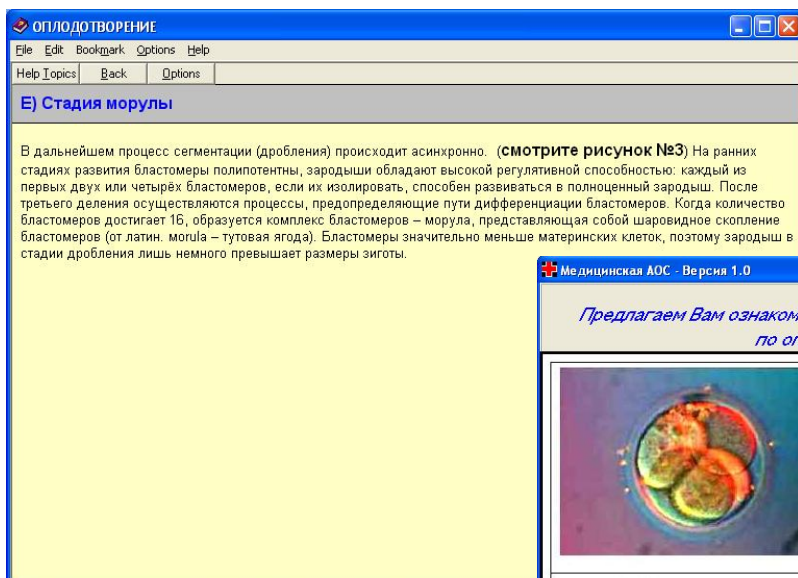 ОПЛОДОТВОРЕНИЕ
File Edit Bookmark Options Help
Help Topics Back Options
Е) Стадия морулы
В дальнейшем процесс сегментации (дробления) происходит асинхронно. (смотрите рисунок №3) На ранних
стадиях развития бластомеры полипотентны, зародыши обладают высокой регулятивной способностью: каждый из
первых двух или четырёх бластомеров, если их изолировать, способен развиваться в полноценный зародыш. После
третьего деления осуществляются процессы, предопределяющие пути дифференциации бластомеров. Когда количество
бластомеров достигает 16, образуется комплекс бластомеров – морула, представляющая собой шаровидное скопление
бластомеров (от латин. morula – тутовая ягода). Бластомеры значительно меньше материнских клеток, поэтому зародыш в
стадии дробления лишь немного превышает размеры зиготы.
Медицинская АОС - Версия 1.0
Предлагаем Вам ознаком
по оп